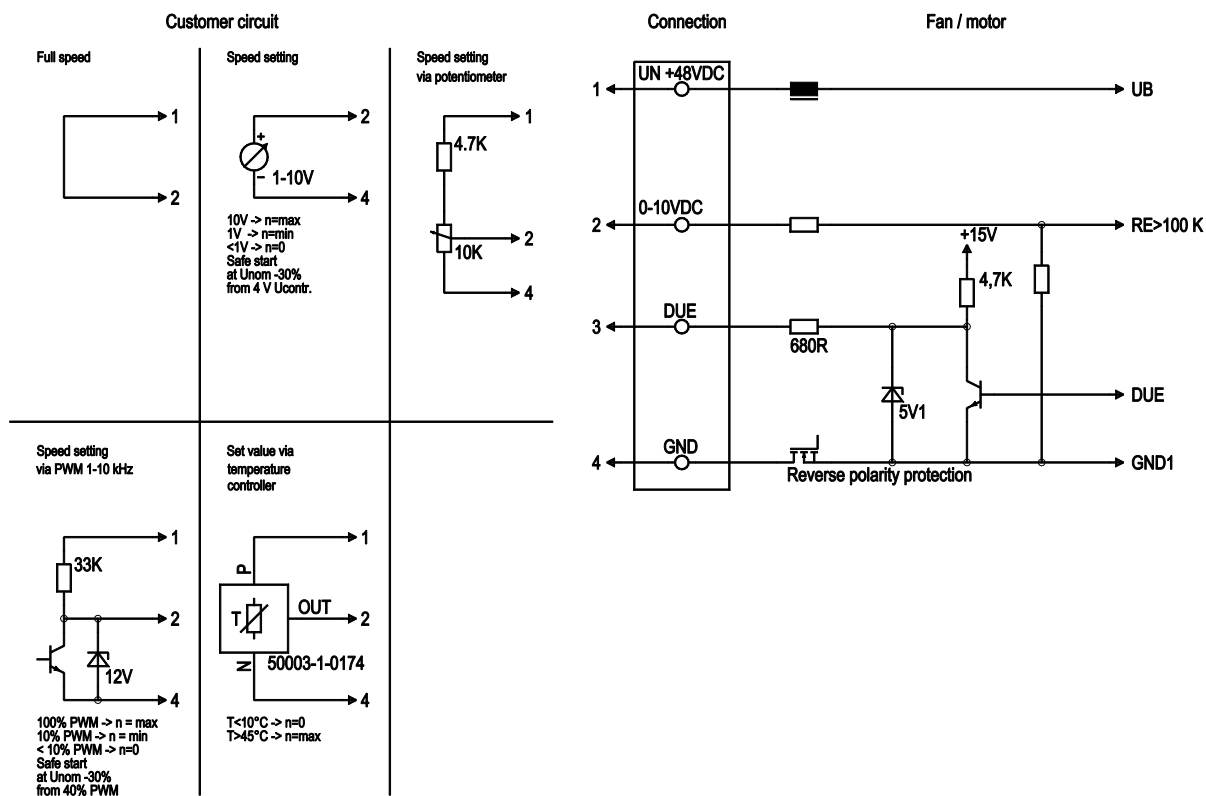 Customer circuit
Connection
Fan / motor
Full speed
1
2
Speed setting
2
+
–
1-10V
4
10V -> n=max
1V -> n=min
<1V -> n=0
Safe start
at Unom -30%
from 4 V Ucontr.
Speed setting
via potentiometer
1
4.7K
2
10K
4
UN +48VDC
1
UB
0-10VDC
2
RE>100 K
+15V
4,7K
DUE
3
680R
5V1
DUE
GND
4
GND1
Reverse polarity protection
Speed setting
via PWM 1-10 kHz
1
33K
2
12V
4
100% PWM -> n = max
10% PWM -> n = min
< 10% PWM -> n=0
Safe start
at Unom -30%
from 40% PWM
Set value via
temperature
controller
1
P
T
OUT
2
N
50003-1-0174
4
T<10°C -> n=0
T>45°C -> n=max